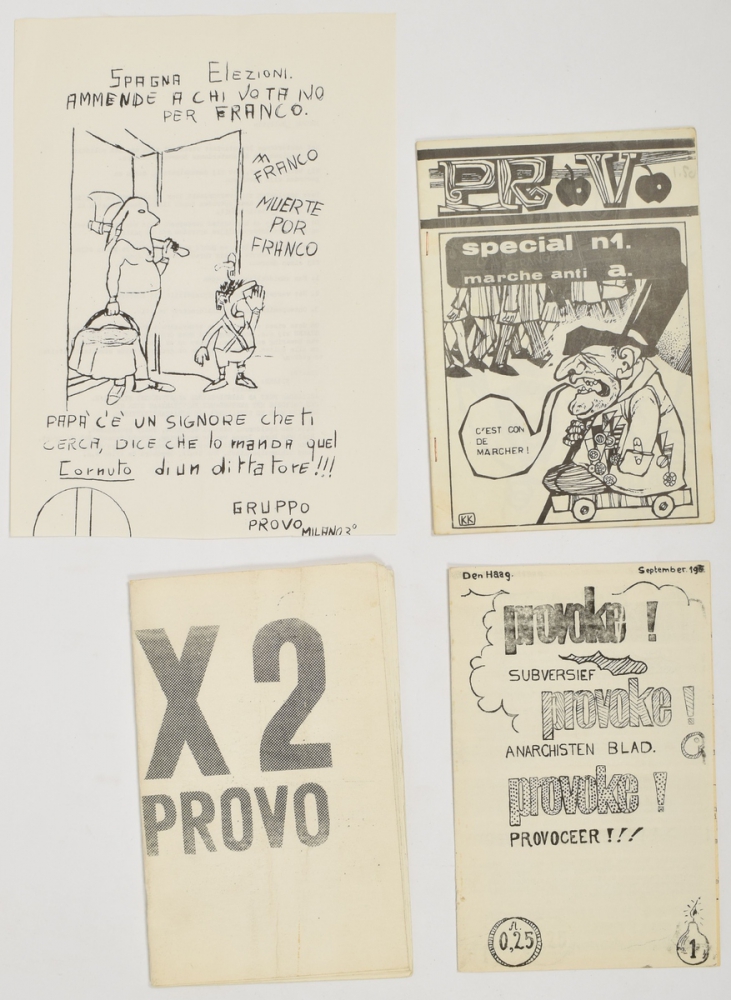 SPAGNA ELEZIONI.
AMMENDE A CHI VOTA NO
PER FRANCO.
M FRANCO
MUERTE
POR
FRANCO
PAPA' C'È UN SIGNORE che ti
CERCA, DICE CHE lo manda quel
Cornuto di un dittatore!!!
GRUPPO
PROVO
MILANO 2°
PROVO
special n1.
marche anti a.
C'EST CON
DE
MARCHER!
KK
X 2
PROVO
Den Haag. September.
provoke!
SUBVERSIEF
provoke!
ANARCHISTEN BLAD.
provoke!
PROVOCEER!!!
0,25
1